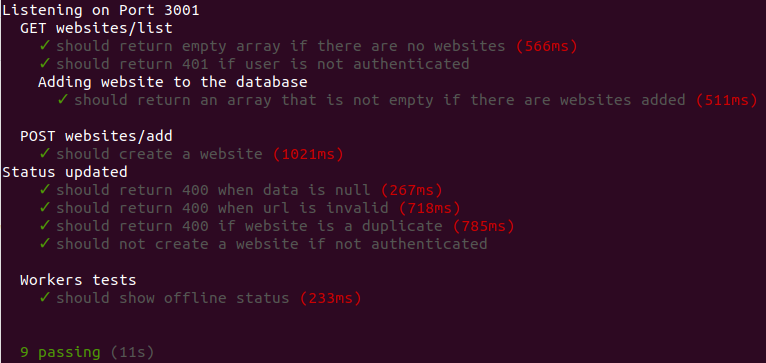 Listening on Port 3001
GET websites/list
✓ should return empty array if there are no websites (566ms)
✓ should return 401 if user is not authenticated
Adding website to the database
✓ should return an array that is not empty if there are websites added (511ms)
POST websites/add
✓ should create a website (1021ms)
Status updated
✓ should return 400 when data is null (267ms)
✓ should return 400 when url is invalid (718ms)
✓ should return 400 if website is a duplicate (785ms)
✓ should not create a website if not authenticated
Workers tests
✓ should show offline status (233ms)
9 passing (11s)